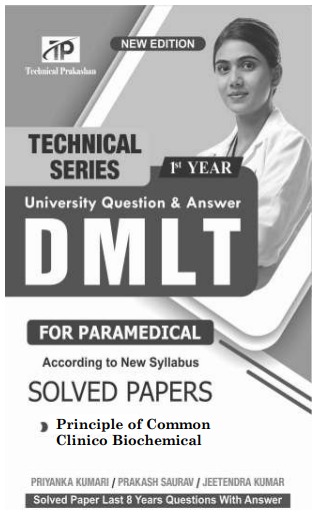 NEW EDITION
TP
Technical Prakashan
TECHNICAL
SERIES
1st YEAR
University Question & Answer
DMLT
FOR PARAMEDICAL
According to New Syllabus
SOLVED PAPERS
Principle of Common
Clinico Biochemical
PRIYANKA KUMARI / PRAKASH SAURAV / JEETENDRA KUMAR
Solved Paper Last 8 Years Questions With Answer